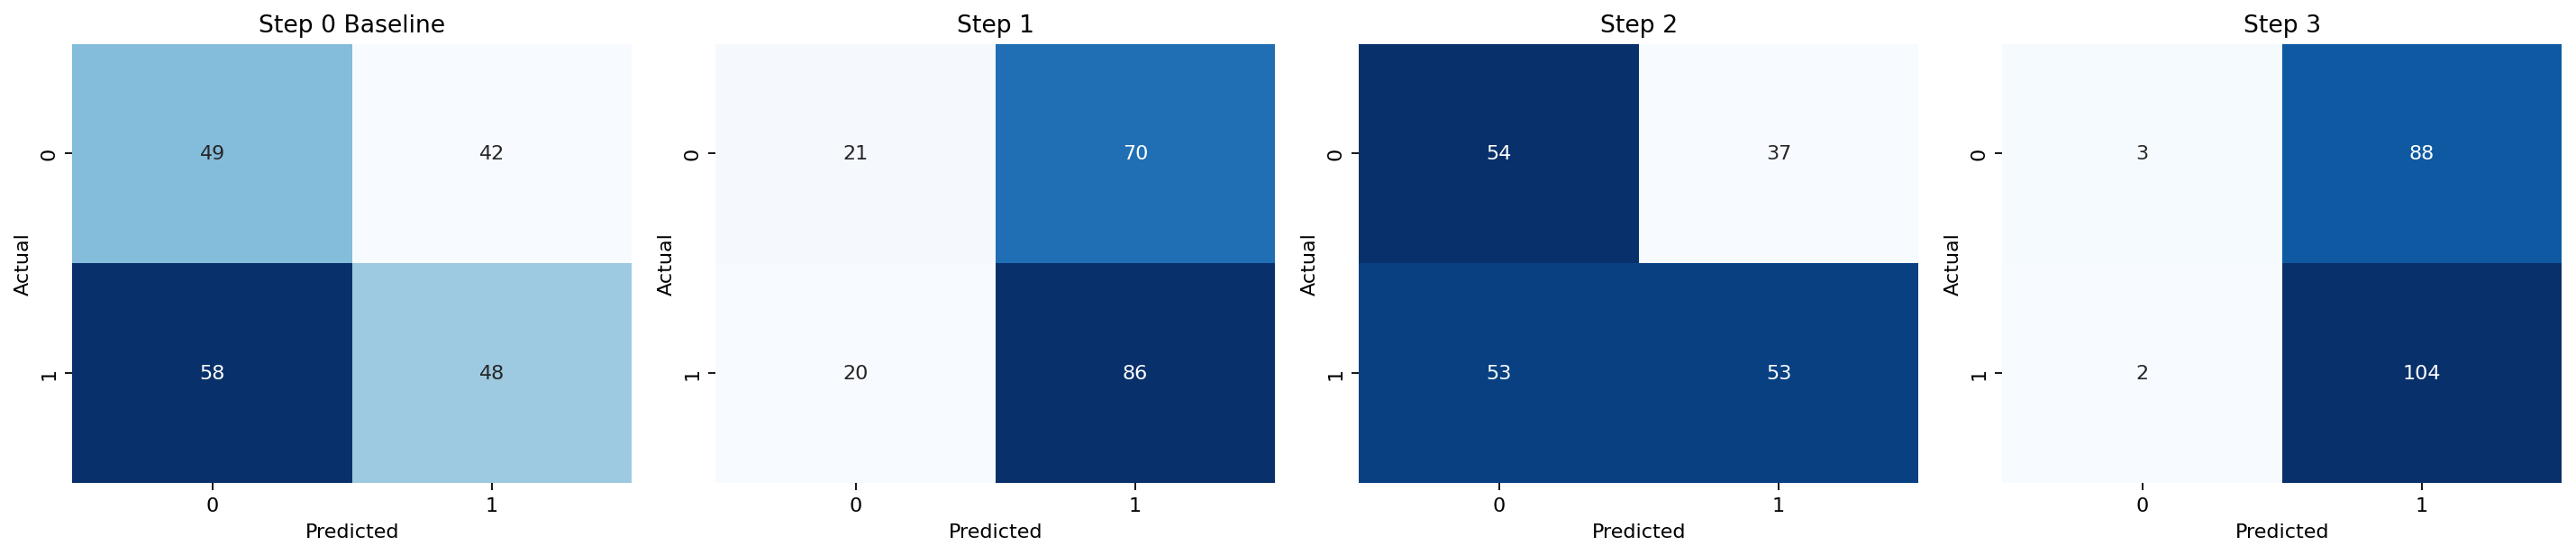 Step 0 Baseline
0
49
42
1
58
48
0
1
Actual
Predicted
Step 1
0
21
70
1
20
86
0
1
Actual
Predicted
Step 2
0
54
37
1
53
53
0
1
Actual
Predicted
Step 3
0
3
88
1
2
104
0
1
Actual
Predicted